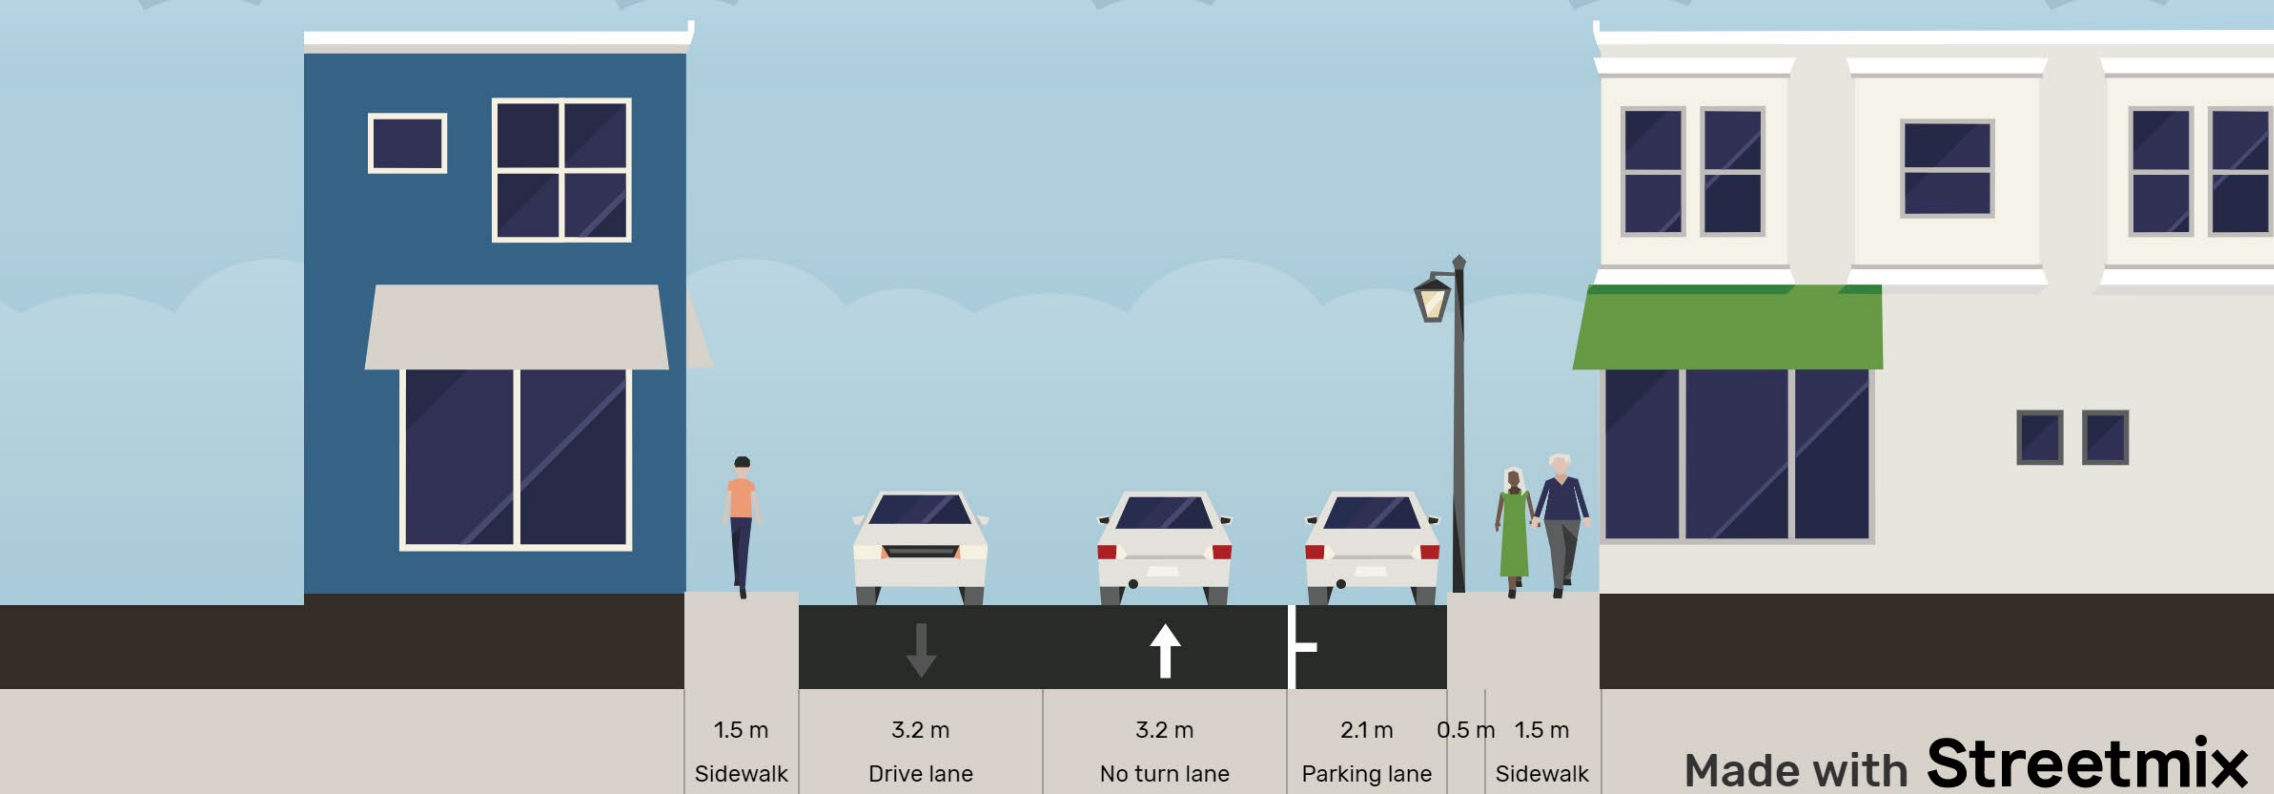 1.5 m 3.2 m 3.2 m 2.1 m 0.5 m 1.5 m
Sidewalk Drive lane No turn lane Parking lane Sidewalk
Made with Streetmix